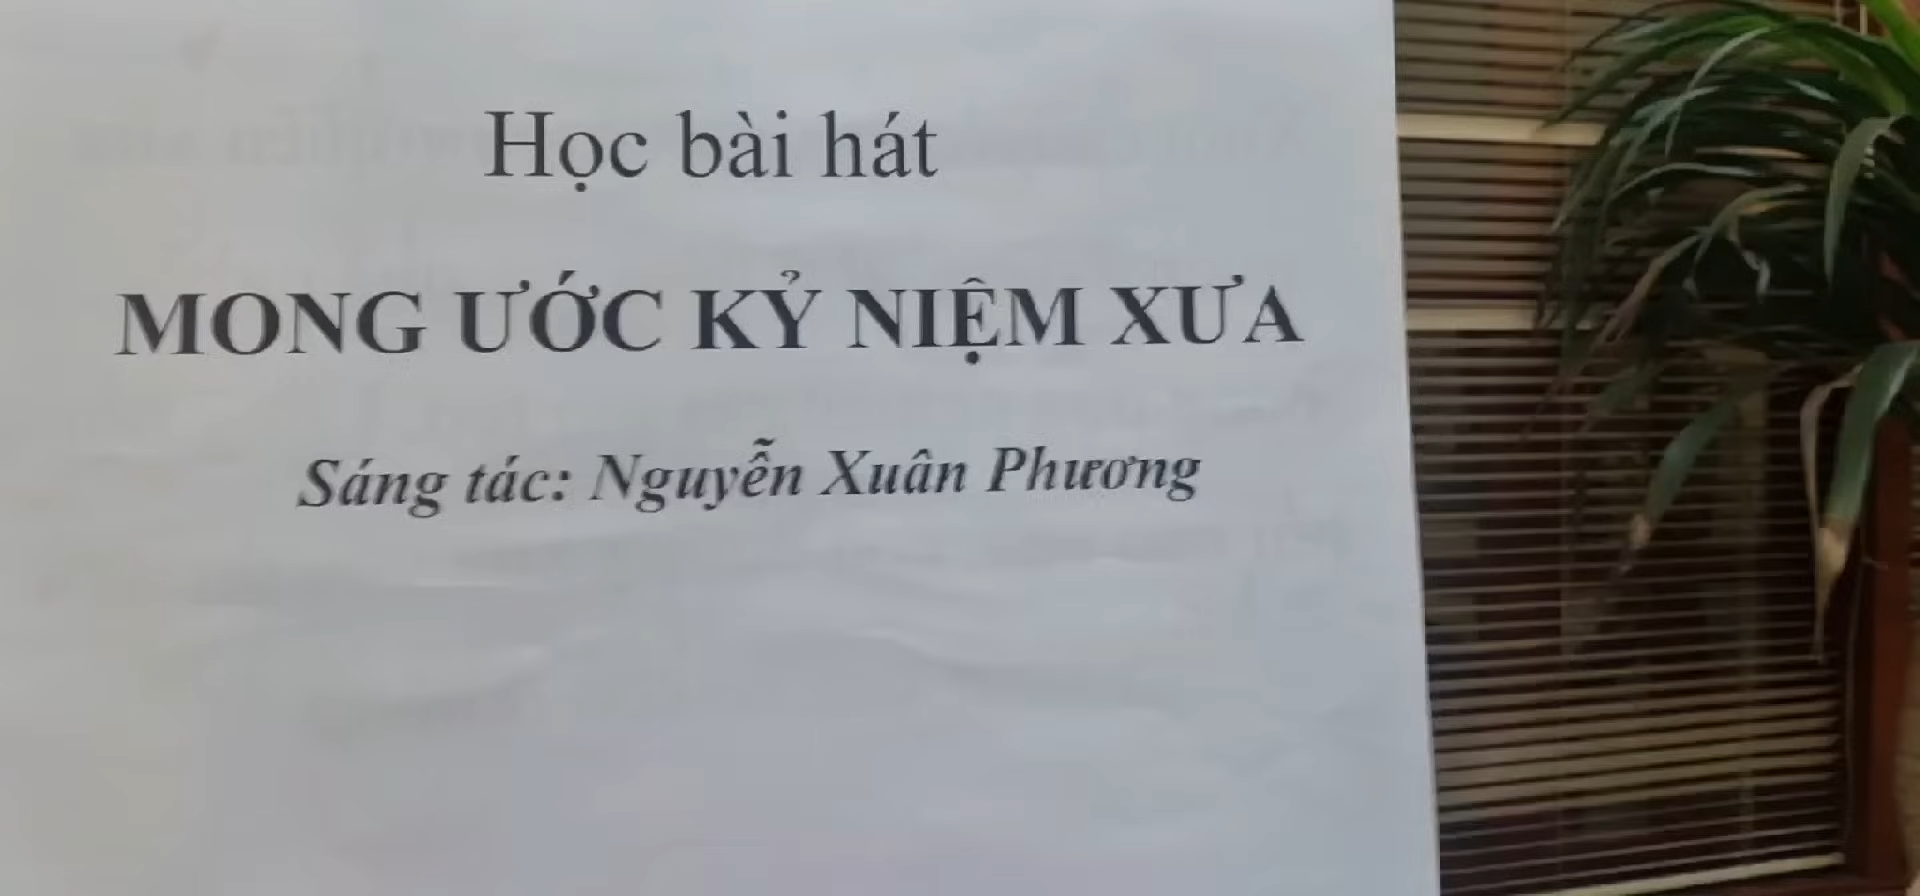 Học bài hát
MONG ƯỚC KỶ NIỆM XƯA
Sáng tác: Nguyễn Xuân Phương